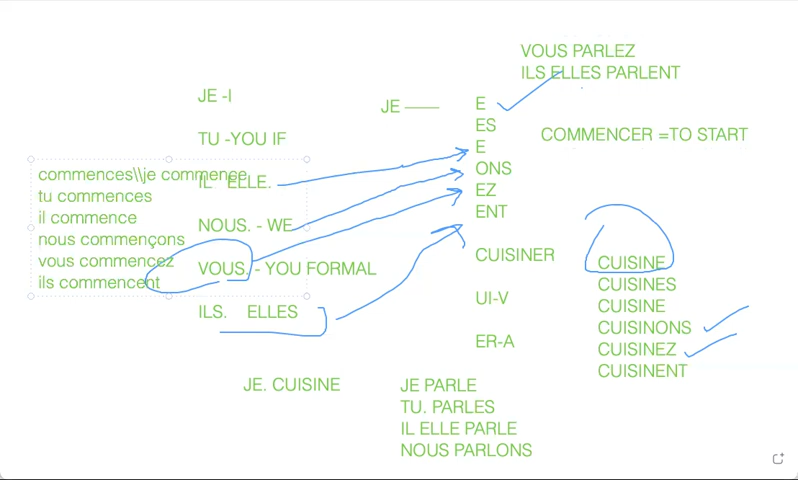 VOUS PARLEZ
ILS ELLES PARLENT
COMMENCER =TO START
JE -I
TU -YOU IF
IL ELLE.
NOUS. - WE
VOUS. - YOU FORMAL
ILS. ELLES
commences\\je commence
tu commences
il commence
nous commençons
vous commencez
ils commencent
JE
E
ES
E
ONS
EZ
ENT
CUISINER
UI-V
ER-A
CUISINE
CUISINES
CUISINE
CUISINONS
CUISINEZ
CUISINENT
JE. CUISINE
JE PARLE
TU. PARLES
IL ELLE PARLE
NOUS PARLONS